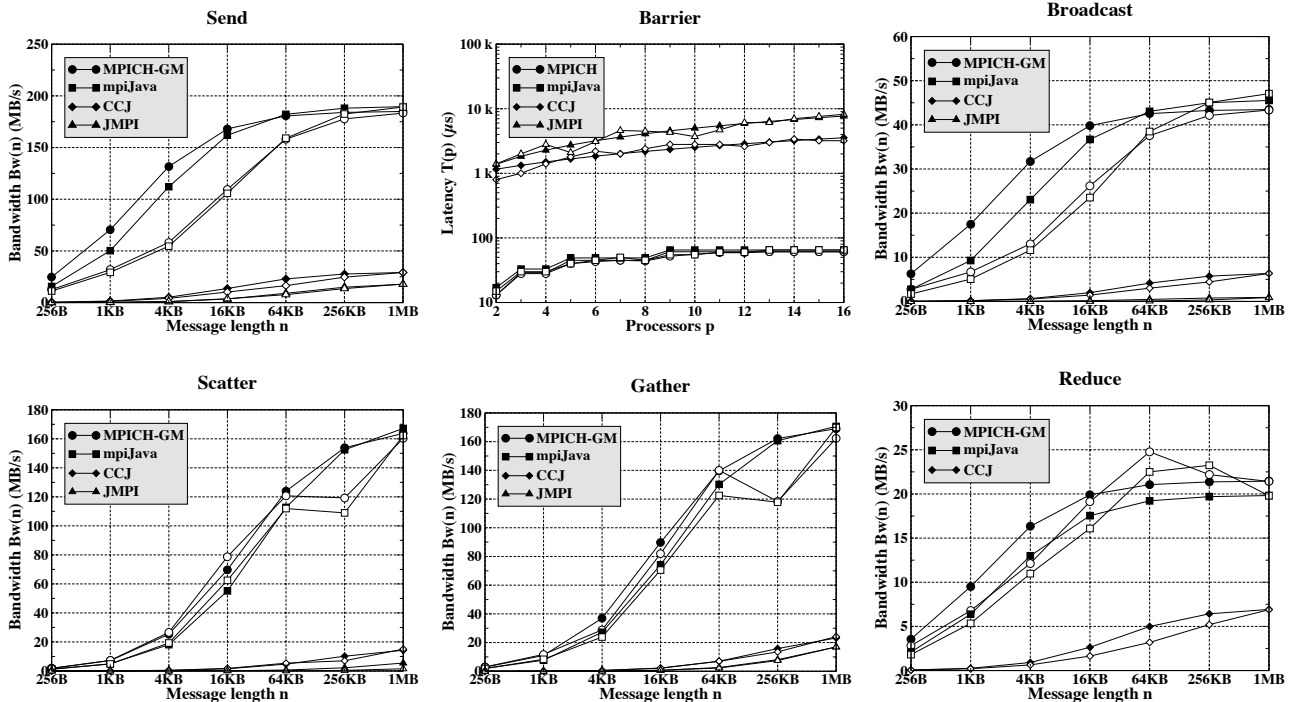 Send
Bandwidth Bw(n) (MB/s)
250
200
150
100
50
0
MPICH-GM
mpiJava
CCJ
JMPI
256B 1KB 4KB 16KB 64KB 256KB 1MB
Message length n
Barrier
Latency T(p) (μs)
100 k
10 k
1 k
100
10
MPICH
mpiJava
CCJ
JMPI
2 4 6 8 10 12 14 16
Processors p
Broadcast
Bandwidth Bw(n) (MB/s)
60
50
40
30
20
10
0
MPICH-GM
mpiJava
CCJ
JMPI
256B 1KB 4KB 16KB 64KB 256KB 1MB
Message length n
Scatter
Bandwidth Bw(n) (MB/s)
180
160
140
120
100
80
60
40
20
0
MPICH-GM
mpiJava
CCJ
JMPI
256B 1KB 4KB 16KB 64KB 256KB 1MB
Message length n
Gather
Bandwidth Bw(n) (MB/s)
180
160
140
120
100
80
60
40
20
0
MPICH-GM
mpiJava
CCJ
JMPI
256B 1KB 4KB 16KB 64KB 256KB 1MB
Message length n
Reduce
Bandwidth Bw(n) (MB/s)
30
25
20
15
10
5
0
MPICH-GM
mpiJava
CCJ
256B 1KB 4KB 16KB 64KB 256KB 1MB
Message length n